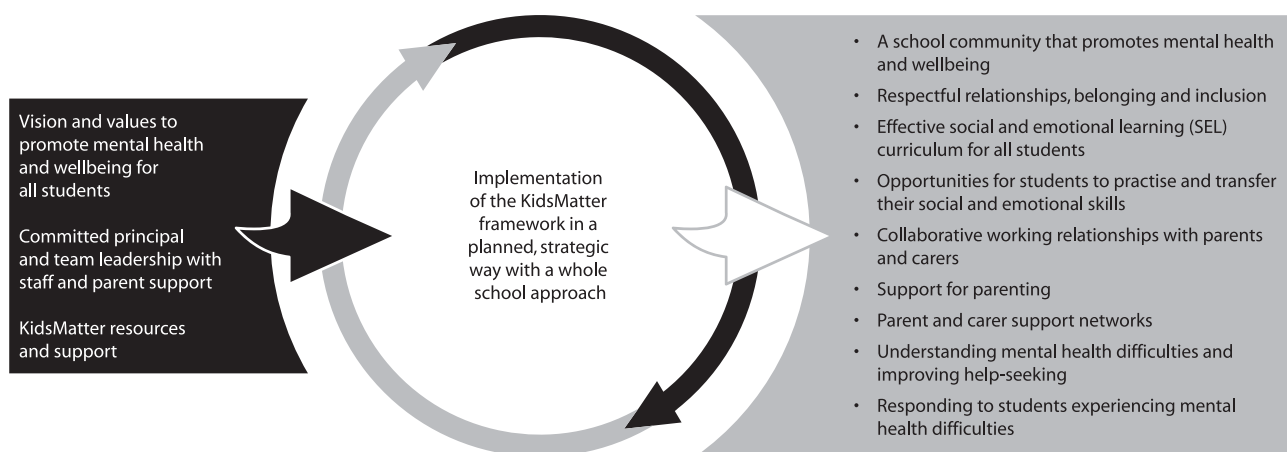 Vision and values to
promote mental health
and wellbeing for
all students
Committed principal
and team leadership with
staff and parent support
KidsMatter resources
and support
Implementation
of the KidsMatter
framework in a
planned, strategic
way with a whole
school approach
• A school community that promotes mental health
and wellbeing
• Respectful relationships, belonging and inclusion
• Effective social and emotional learning (SEL)
curriculum for all students
• Opportunities for students to practise and transfer
their social and emotional skills
• Collaborative working relationships with parents
and carers
• Support for parenting
• Parent and carer support networks
• Understanding mental health difficulties and
improving help-seeking
• Responding to students experiencing mental
health difficulties